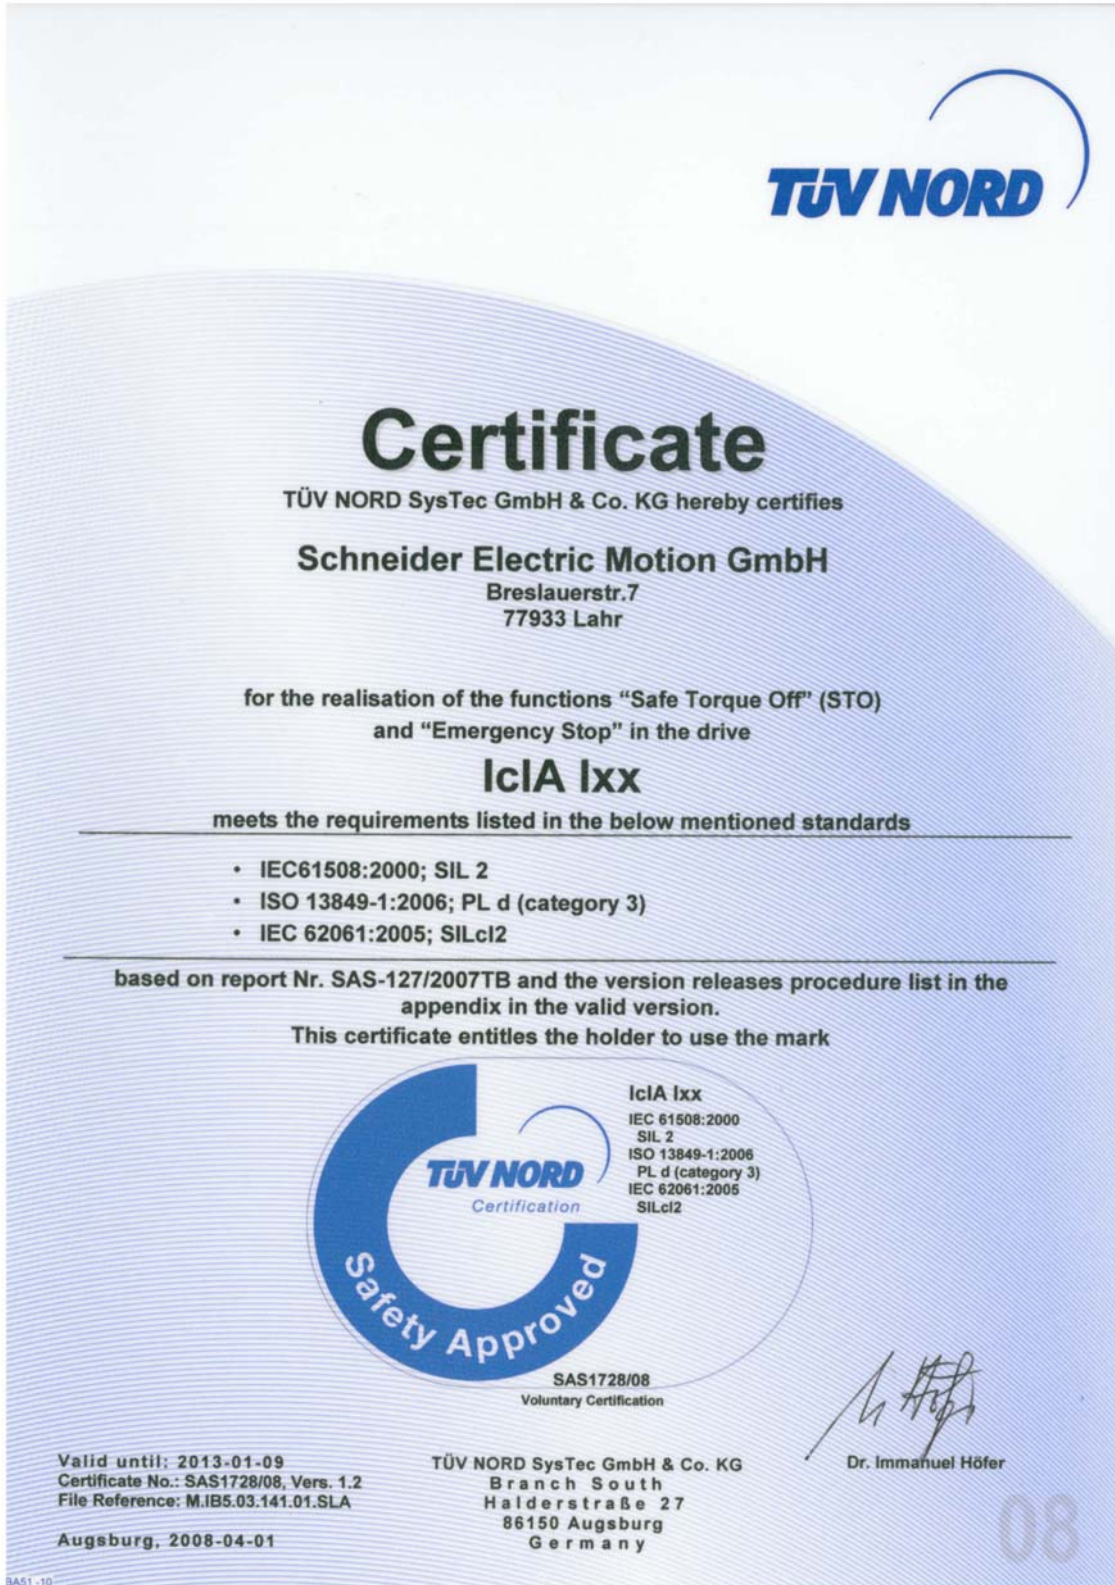 TÜV NORD
Certificate
TÜV NORD SysTec GmbH & Co. KG hereby certifies
Schneider Electric Motion GmbH
Breslauerstr.7
77933 Lahr
for the realisation of the functions “Safe Torque Off” (STO)
and “Emergency Stop” in the drive
IclA Ixx
meets the requirements listed in the below mentioned standards
• IEC61508:2000; SIL 2
• ISO 13849-1:2006; PL d (category 3)
• IEC 62061:2005; SILcl2
based on report Nr. SAS-127/2007TB and the version releases procedure list in the
appendix in the valid version.
This certificate entitles the holder to use the mark
IclA Ixx
IEC 61508:2000
SIL 2
ISO 13849-1:2006
PL d (category 3)
IEC 62061:2005
SILcl2
TÜV NORD
Certification
Safety Approved
SAS1728/08
Voluntary Certification
Valid until: 2013-01-09
Certificate No.: SAS1728/08, Vers. 1.2
File Reference: M.IB5.03.141.01.SLA
Augsburg, 2008-04-01
TÜV NORD SysTec GmbH & Co. KG
Branch South
Halderstraße 27
86150 Augsburg
Germany
Dr. Immanuel Höfer
08